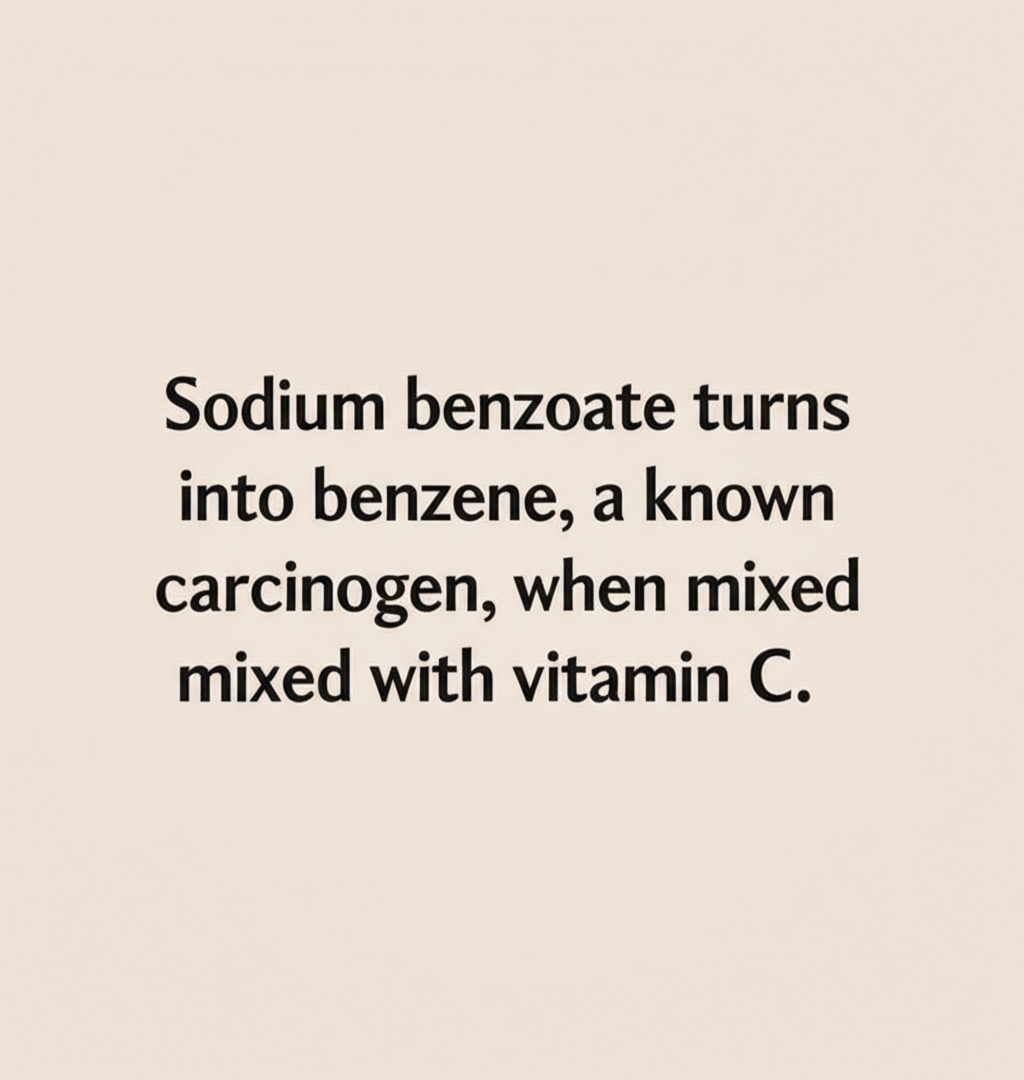 Sodium benzoate turns
into benzene, a known
carcinogen, when mixed
mixed with vitamin C.